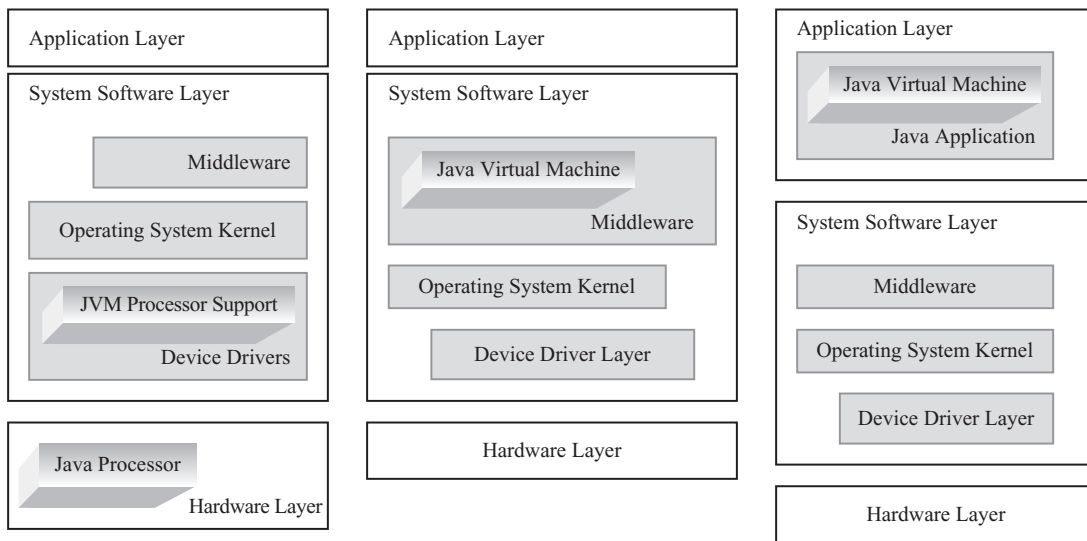 Application Layer
System Software Layer
Middleware
Operating System Kernel
JVM Processor Support
Device Drivers
Java Processor
Hardware Layer
Application Layer
System Software Layer
Java Virtual Machine
Middleware
Operating System Kernel
Device Driver Layer
Hardware Layer
Application Layer
Java Virtual Machine
Java Application
System Software Layer
Middleware
Operating System Kernel
Device Driver Layer
Hardware Layer